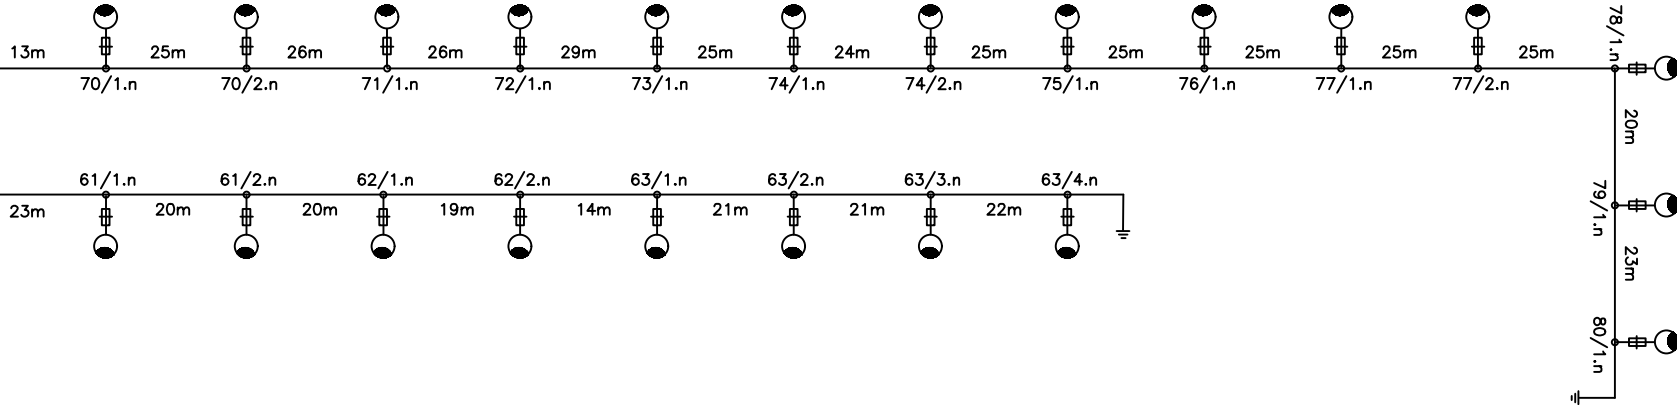 13m 25m 26m 26m 29m 25m 24m 25m 25m 25m 25m 25m
70/1.n 70/2.n 71/1.n 72/1.n 73/1.n 74/1.n 74/2.n 75/1.n 76/1.n 77/1.n 77/2.n
78/1.n
20m
79/1.n
23m
80/1.n
61/1.n 61/2.n 62/1.n 62/2.n 63/1.n 63/2.n 63/3.n 63/4.n
23m 20m 20m 19m 14m 21m 21m 22m